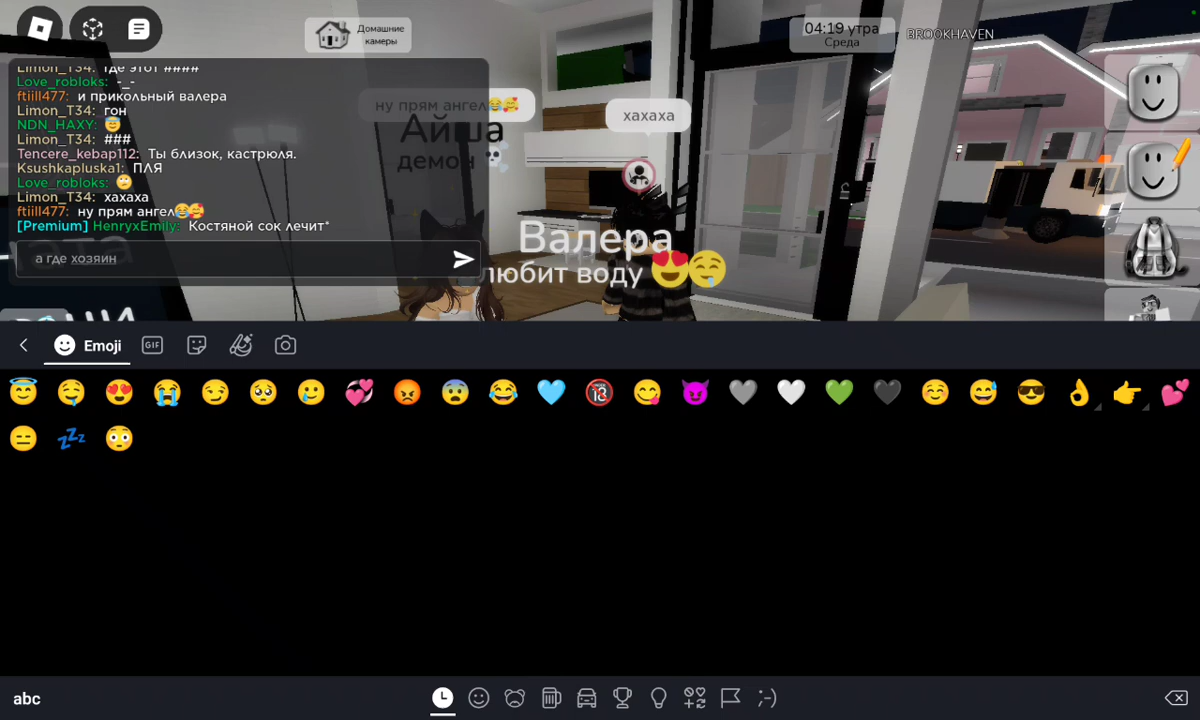 Домашние
камеры
04:19 утра
Среда
BROOKHAVEN
Limon_T34: где этот ####
Love_robloks: -_-
ftiill477: и прикольный валера
Limon_T34: гон
NDN_HAXY: 😇
Limon_T34: ###
Tencere_kebap112: Ты близок, кастрюля.
Ksushkapluska1: ПЛЯ
Love_robloks: 🙄
Limon_T34: хахаха
ftiill477: ну прям ангел😂🥰
[Premium] HenryxEmily: Костяной сок лечит*
а где хозяин
ну прям ангел😂🥰
Айша
демон 💀
хахаха
Валера
любит воду 😍🤤
Emoji
GIF
abc